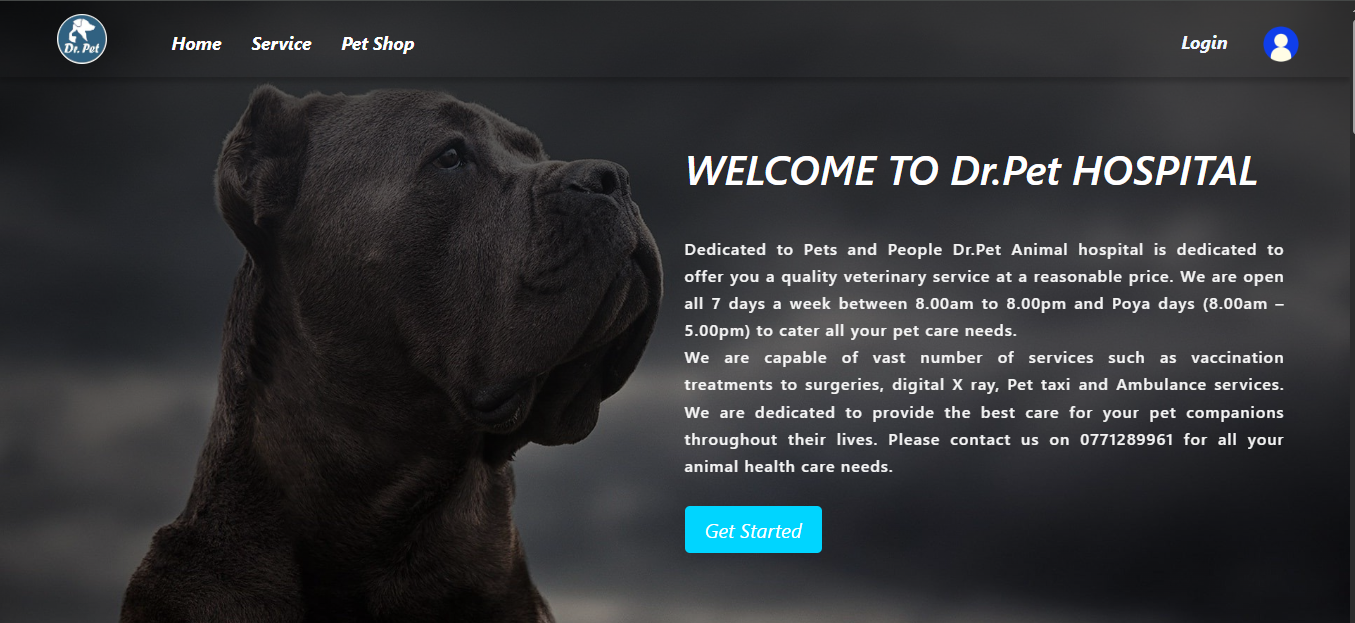 Dr. Pet
Home Service Pet Shop Login
WELCOME TO Dr.Pet HOSPITAL
Dedicated to Pets and People Dr.Pet Animal hospital is dedicated to
offer you a quality veterinary service at a reasonable price. We are open
all 7 days a week between 8.00am to 8.00pm and Poya days (8.00am –
5.00pm) to cater all your pet care needs.
We are capable of vast number of services such as vaccination
treatments to surgeries, digital X ray, Pet taxi and Ambulance services.
We are dedicated to provide the best care for your pet companions
throughout their lives. Please contact us on 0771289961 for all your
animal health care needs.
Get Started